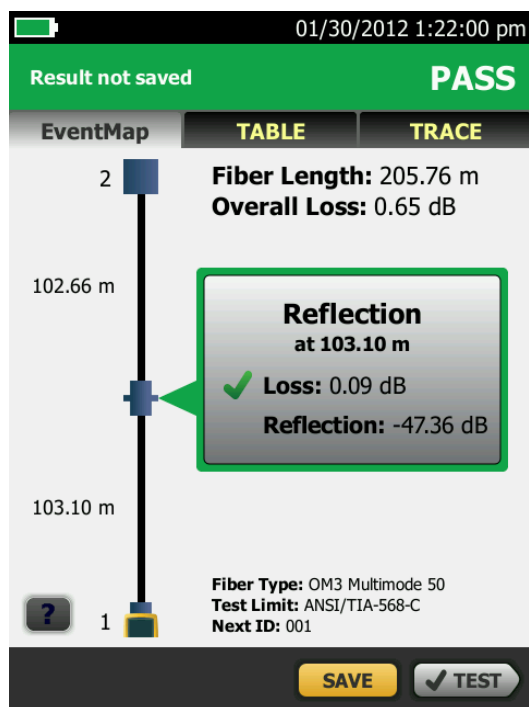 01/30/2012 1:22:00 pm
Result not saved
PASS
EventMap
TABLE
TRACE
2
Fiber Length: 205.76 m
Overall Loss: 0.65 dB
102.66 m
Reflection
at 103.10 m
Loss: 0.09 dB
Reflection: -47.36 dB
103.10 m
Fiber Type: OM3 Multimode 50
Test Limit: ANSI/TIA-568-C
Next ID: 001
?
1
SAVE
TEST